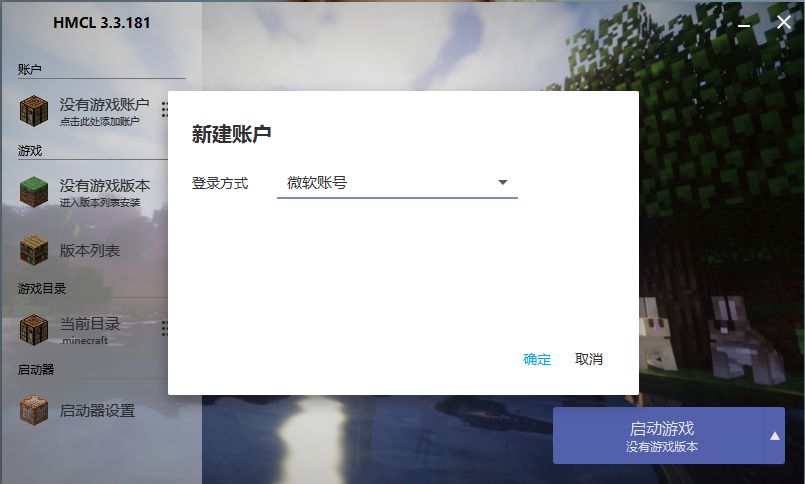 HMCL 3.3.181
账户
没有游戏账户
点击此处添加账户
游戏
没有游戏版本
进入版本列表安装
版本列表
游戏目录
当前目录
.minecraft
启动器
启动器设置
新建账户
登录方式 微软账号
确定 取消
启动游戏
没有游戏版本